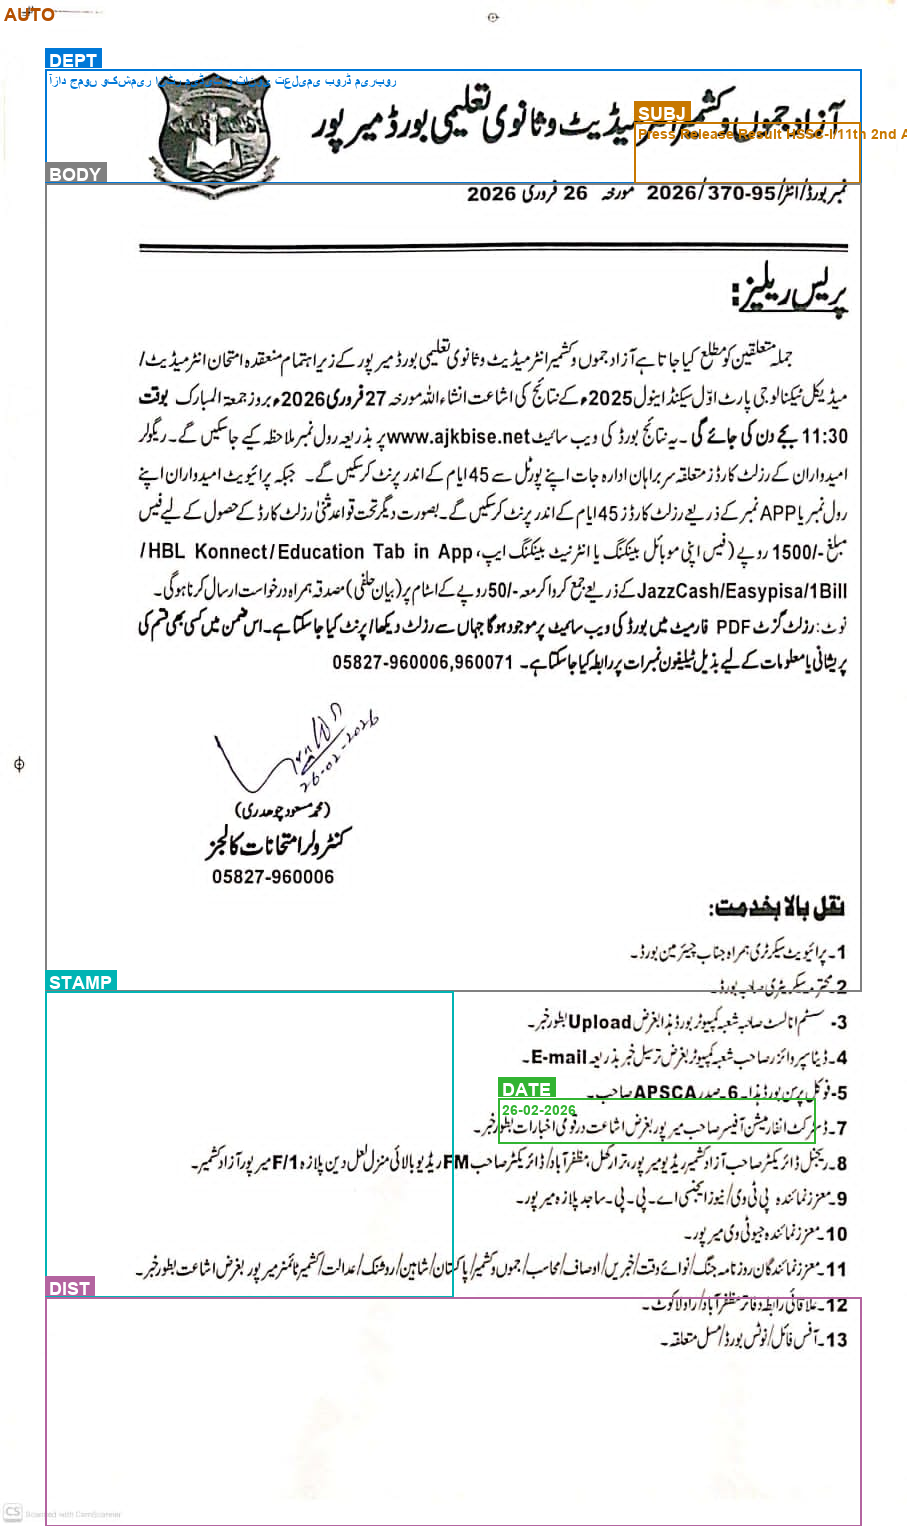 AUTO
DEPT
آزاد جموں و کشمیر انٹرمیڈیٹ و ثانوی تعلیمی بورڈ میرپور
SUBJ
Press Release Result HSSC-I/11th 2nd A
BODY
نمبر بورڈ/انٹر/95-370/2026 مورخہ 26 فروری 2026
پریس ریلیز:
جملہ متعلقین کو مطلع کیا جاتا ہے آزاد جموں و کشمیر انٹرمیڈیٹ و ثانوی تعلیمی بورڈ میرپور کے زیر اہتمام منعقدہ امتحان انٹرمیڈیٹ/
میڈیکل ٹیکنالوجی پارٹ اوّل سیکنڈ اینول 2025ء کے نتائج کی اشاعت انشاء اللہ مورخہ 27 فروری 2026ء بروز جمعۃ المبارک بوقت
11:30 بجے دن کی جائے گی۔ یہ نتائج بورڈ کی ویب سائیٹ www.ajkbise.net پر بذریعہ رول نمبر ملاحظہ کیے جاسکیں گے۔ ریگولر
امیدواران کے رزلٹ کارڈز متعلقہ سربراہان ادارہ جات اپنے پورٹل سے 45 ایام کے اندر پرنٹ کرسکیں گے۔ جبکہ پرائیویٹ امیدواران اپنے
رول نمبر یا APP نمبر کے ذریعے رزلٹ کارڈز 45 ایام کے اندر پرنٹ کرسکیں گے۔ بصورت دیگر تحت قواعد مثنیٰ رزلٹ کارڈ کے حصول کے لیے فیس
مبلغ -/1500 روپے (فیس اپنی موبائل بینکنگ یا انٹرنیٹ بینکنگ ایپ، HBL Konnect/Education Tab in App/
JazzCash/Easypisa/1Bill کے ذریعے جمع کروا کر معہ -/50 روپے کے اسٹام پر (بیان حلفی) مصدقہ ہمراہ درخواست ارسال کرنا ہوگی۔
نوٹ: رزلٹ گزٹ PDF فارمیٹ میں بورڈ کی ویب سائیٹ پر موجود ہوگا جہاں سے رزلٹ دیکھا/پرنٹ کیا جاسکتا ہے۔ اس ضمن میں کسی بھی قسم کی
پریشانی یا معلومات کے لیے بذیل ٹیلیفون نمبرات پر رابطہ کیا جاسکتا ہے۔ 05827-960006,960071
26-02-2026
(محمد مسعود چوہدری)
کنٹرولر امتحانات کالجز
05827-960006
نقل بالا بخدمت:
1۔ پرائیویٹ سیکرٹری ہمراہ جناب چیئرمین بورڈ۔
STAMP
2۔ محترم سیکریٹری صاحب بورڈ۔
3- سسٹم انالسٹ صاحب شعبہ کمپیوٹر بورڈ ہذا بغرض Upload بطور خبر۔
4۔ ڈیٹا سپروائزر صاحب شعبہ کمپیوٹر بغرض ترسیل خبر بذریعہ E-mail۔
DATE
5- فوکل پرسن بورڈ ہذا۔ 6۔ صدر APSCA صاحب۔
26-02-2026
7۔ ڈسٹرکٹ انفارمیشن آفیسر صاحب میرپور بغرض اشاعت در قومی اخبارات بطور خبر۔
8۔ ریجنل ڈائریکٹر صاحب آزاد کشمیر ریڈیو میرپور، تراڑکھل، مظفرآباد/ ڈائریکٹر صاحب FM ریڈیو بالائی منزل لعل دین پلازہ F/1 میرپور آزاد کشمیر۔
9۔ معزز نمائندہ پی ٹی وی/ نیوز ایجنسی اے۔ پی۔ پی۔ ساجد پلازہ میرپور۔
10۔ معزز نمائندہ جیو ٹی وی میرپور۔
11۔ معزز نمائندگان روزنامہ جنگ/ نوائے وقت/ خبریں/ اوصاف/ محاسب/ جموں و کشمیر/ پاکستان/ شاہین/ روشنک/ عدالت/ کشمیر ٹائمنر میرپور بغرض اشاعت بطور خبر۔
DIST
12۔ علاقائی رابطہ دفاتر مظفرآباد/ راولاکوٹ۔
13۔ آفس فائل/ نوٹس بورڈ/ مسل متعلقہ۔
CS Scanned with CamScanner